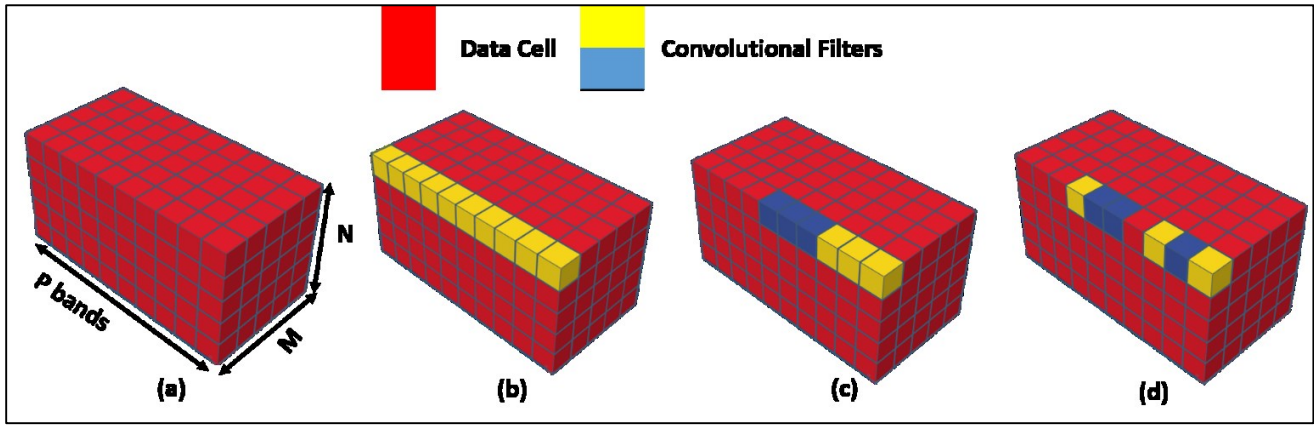 Data Cell
Convolutional Filters
N
P bands
M
(a)
(b)
(c)
(d)